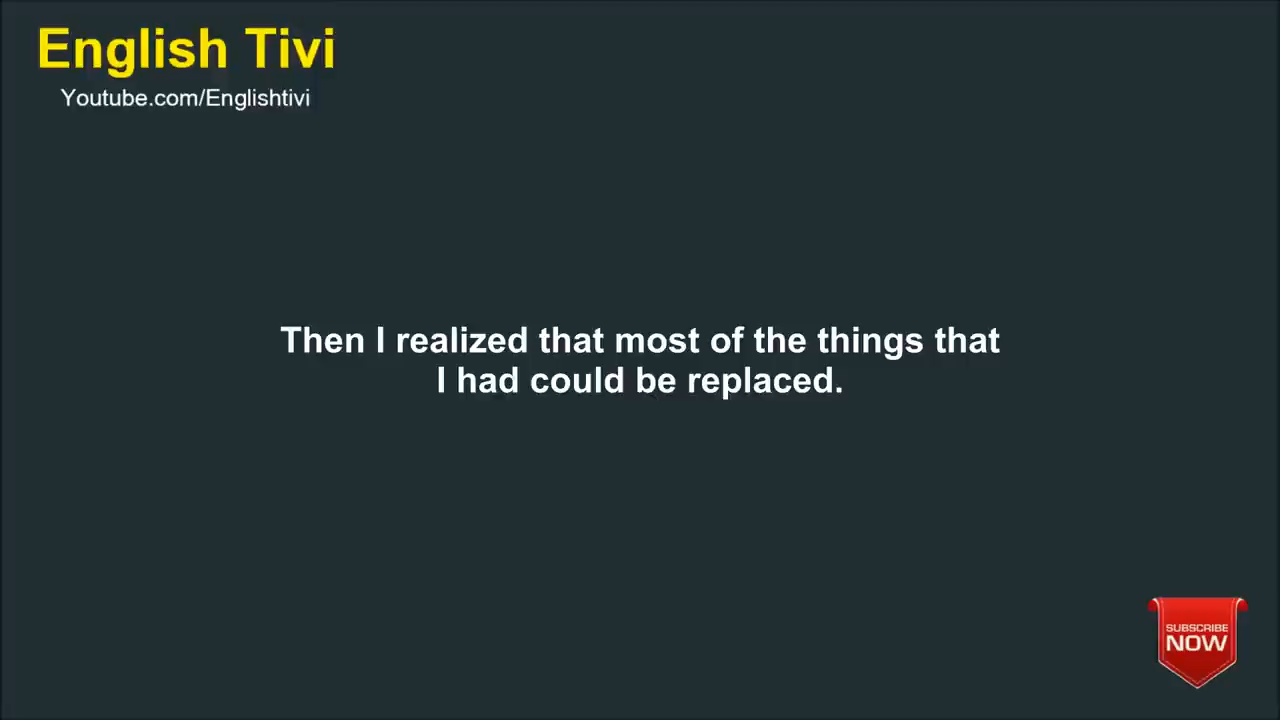 English Tivi
Youtube.com/Englishtivi
Then I realized that most of the things that
I had could be replaced.
SUBSCRIBE
NOW